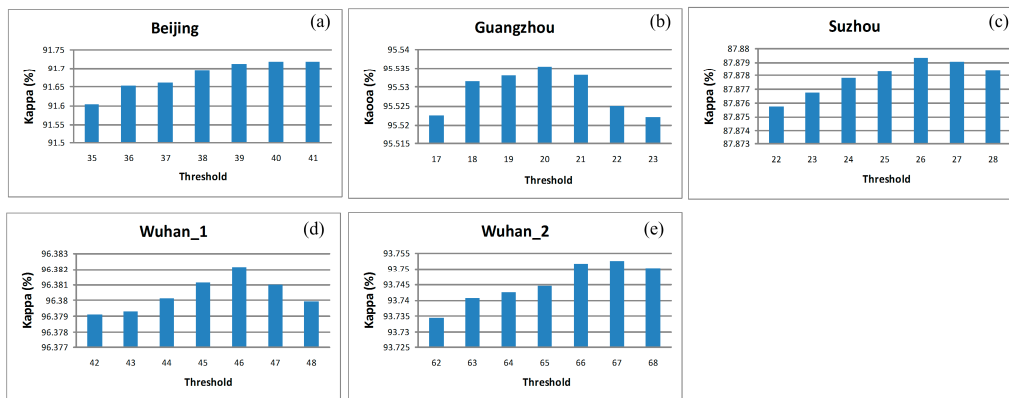 Beijing (a)
Kappa (%)
91.75
91.7
91.65
91.6
91.55
91.5
35 36 37 38 39 40 41
Threshold
Guangzhou (b)
Kaooa (%)
95.54
95.535
95.53
95.525
95.52
95.515
17 18 19 20 21 22 23
Threshold
Suzhou (c)
Kappa (%)
87.88
87.879
87.878
87.877
87.876
87.875
87.874
87.873
22 23 24 25 26 27 28
Threshold
Wuhan_1 (d)
Kappa (%)
96.383
96.382
96.381
96.38
96.379
96.378
96.377
42 43 44 45 46 47 48
Threshold
Wuhan_2 (e)
Kappa (%)
93.755
93.75
93.745
93.74
93.735
93.73
93.725
62 63 64 65 66 67 68
Threshold